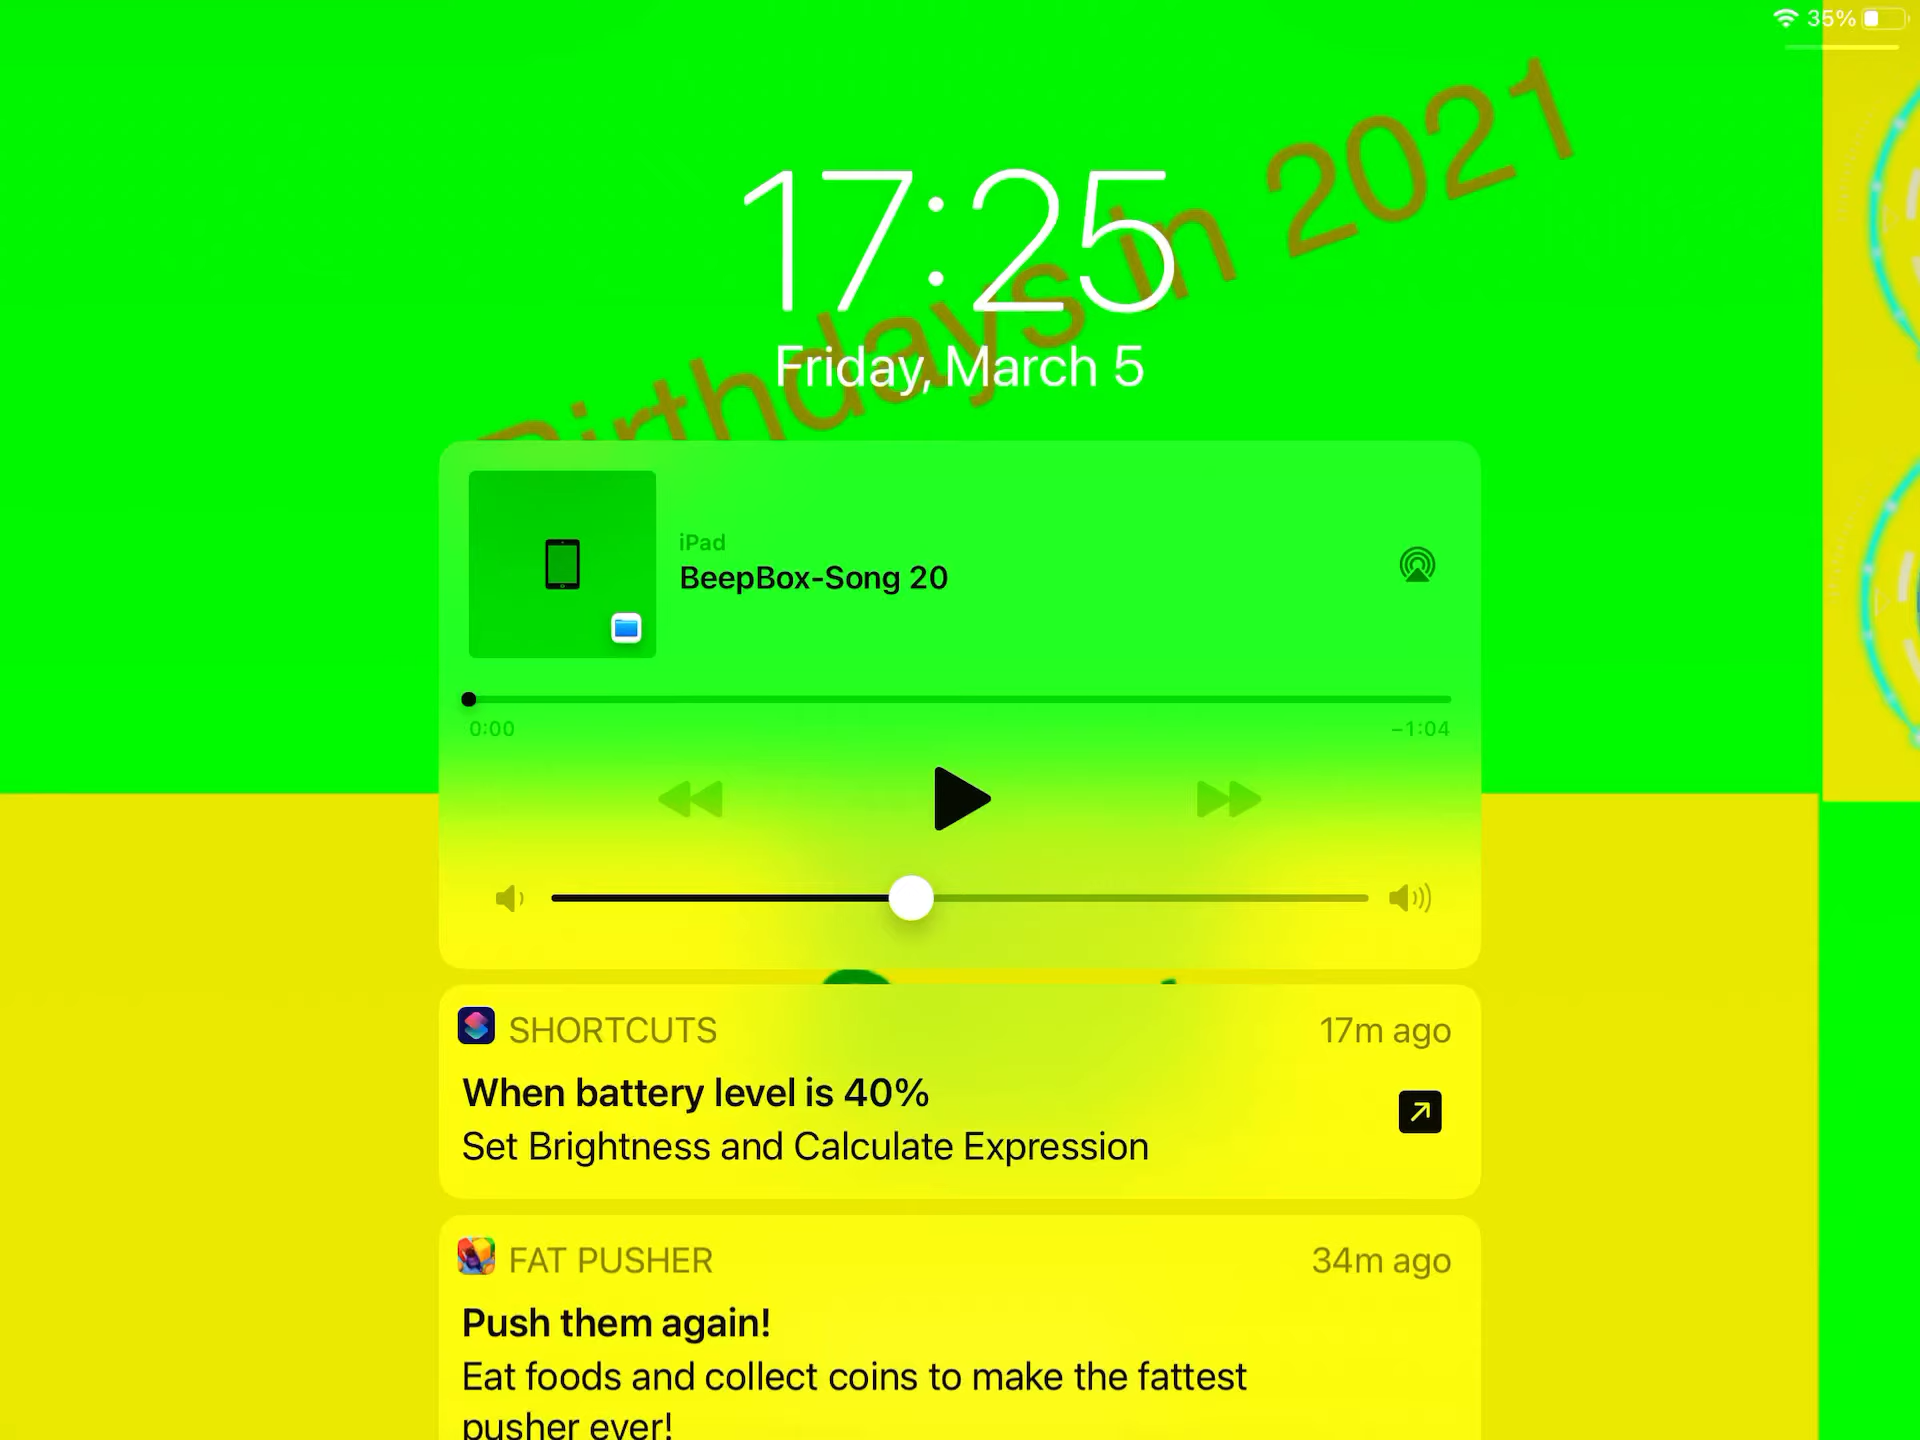 35%
Birthdays in 2021
17:25
Friday, March 5
iPad
BeepBox-Song 20
0:00
−1:04
SHORTCUTS
17m ago
When battery level is 40%
Set Brightness and Calculate Expression
FAT PUSHER
34m ago
Push them again!
Eat foods and collect coins to make the fattest
pusher ever!